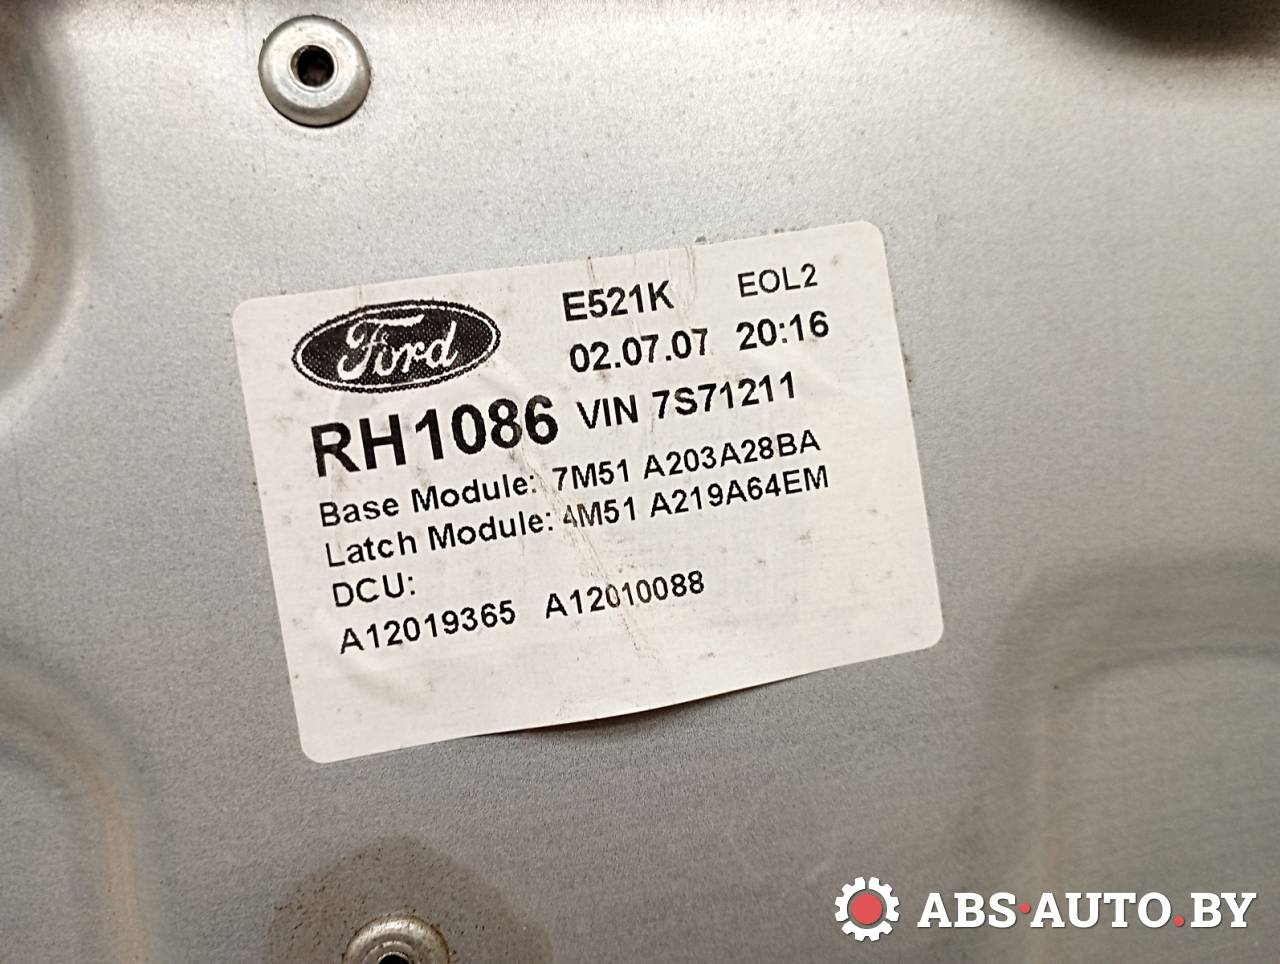 Ford E521K EOL2
02.07.07 20:16
RH1086 VIN 7S71211
Base Module: 7M51 A203A28BA
Latch Module: 4M51 A219A64EM
DCU:
A12019365 A12010088
ABS·AUTO.BY